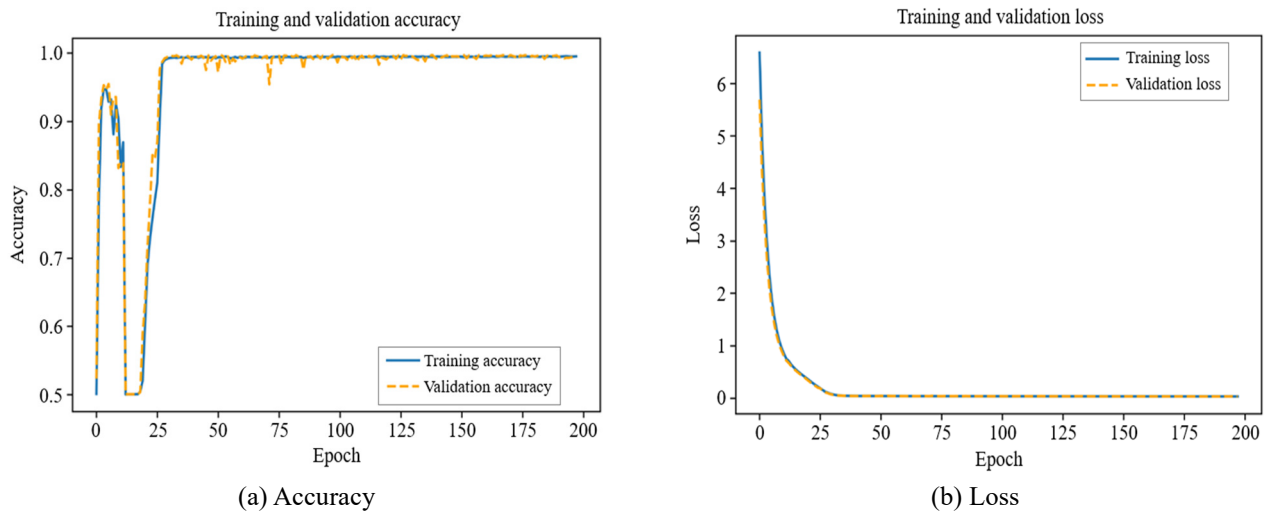 Training and validation accuracy
1.0
0.9
0.8
0.7
0.6
0.5
Accuracy
Training accuracy
Validation accuracy
0 25 50 75 100 125 150 175 200
Epoch
(a) Accuracy
Training and validation loss
6
5
4
3
2
1
0
Loss
Training loss
Validation loss
0 25 50 75 100 125 150 175 200
Epoch
(b) Loss